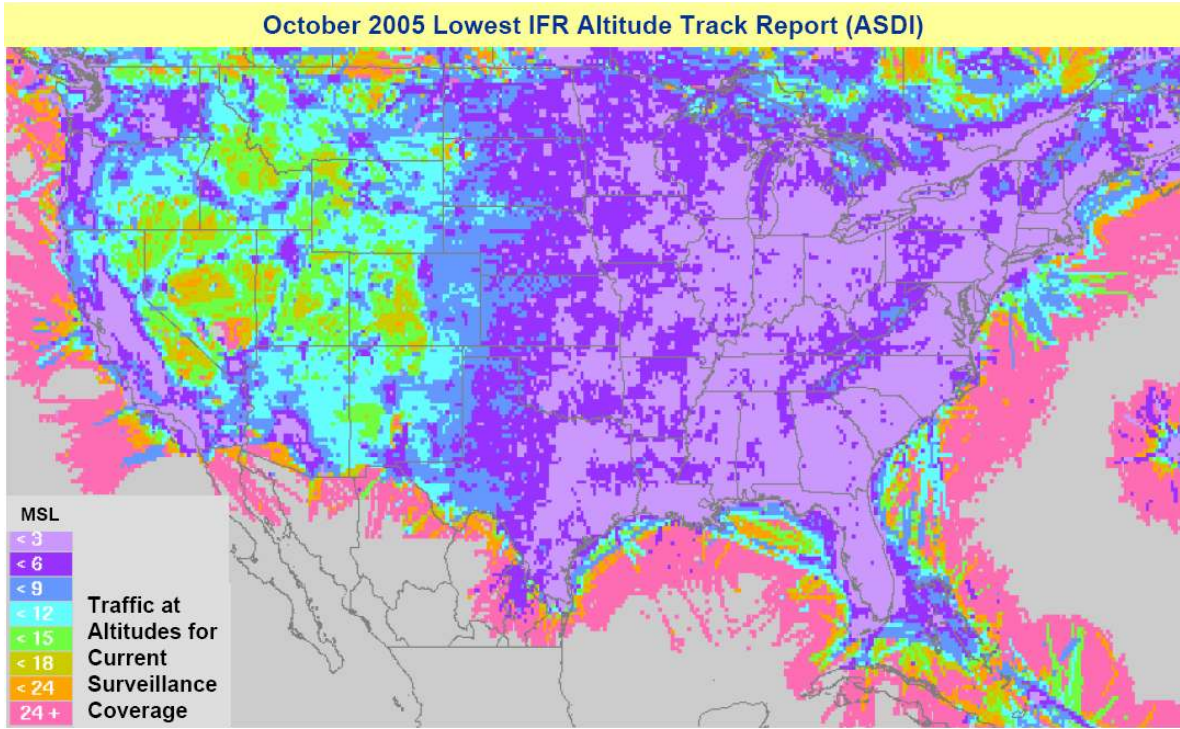 October 2005 Lowest IFR Altitude Track Report (ASDI)
MSL
< 3
< 6
< 9
< 12
< 15
< 18
< 24
24 +
Traffic at
Altitudes for
Current
Surveillance
Coverage